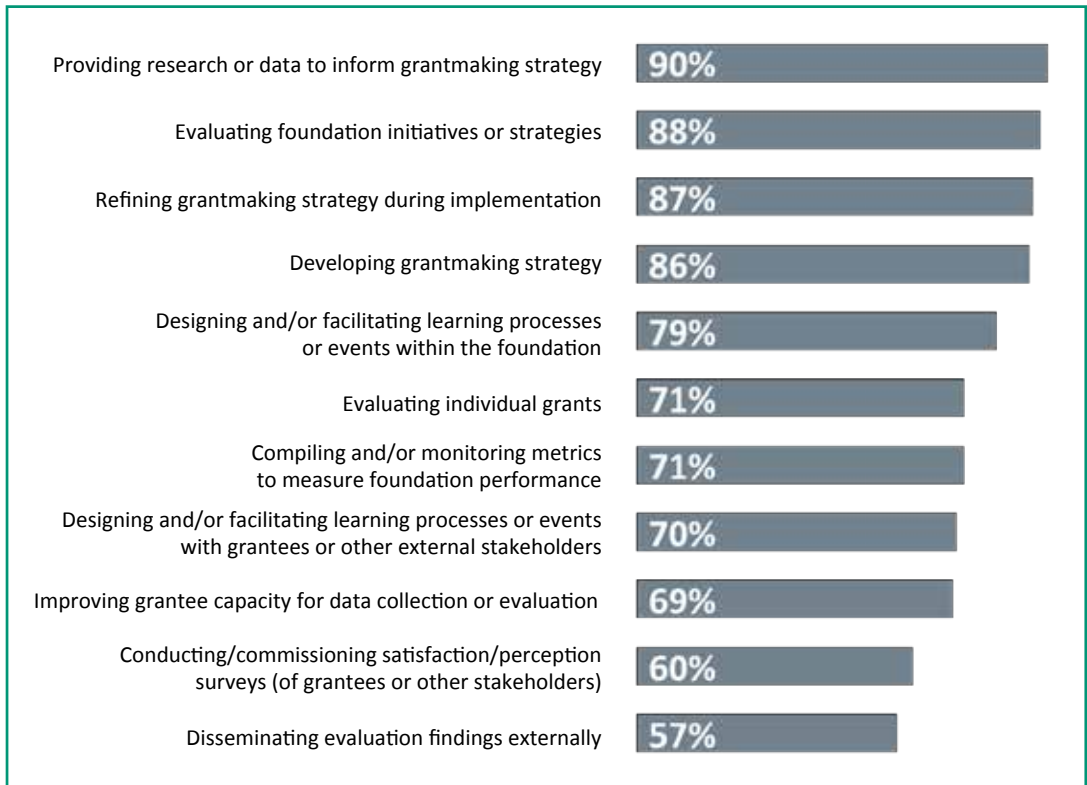 Providing research or data to inform grantmaking strategy 90%
Evaluating foundation initiatives or strategies 88%
Refining grantmaking strategy during implementation 87%
Developing grantmaking strategy 86%
Designing and/or facilitating learning processes
or events within the foundation 79%
Evaluating individual grants 71%
Compiling and/or monitoring metrics
to measure foundation performance 71%
Designing and/or facilitating learning processes or events
with grantees or other external stakeholders 70%
Improving grantee capacity for data collection or evaluation 69%
Conducting/commissioning satisfaction/perception
surveys (of grantees or other stakeholders) 60%
Disseminating evaluation findings externally 57%